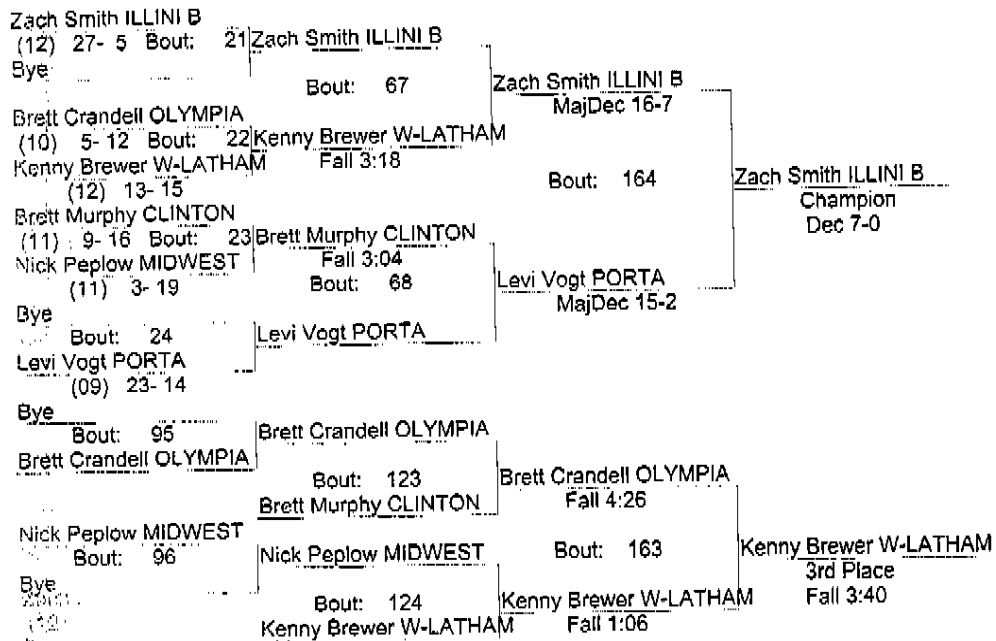 Zach Smith ILLINI B
(12) 27- 5 Bout: 21
Bye
Zach Smith ILLINI B
Bout: 67
Brett Crandell OLYMPIA
(10) 5- 12 Bout: 22
Kenny Brewer W-LATHAM
(12) 13- 15
Kenny Brewer W-LATHAM
Fall 3:18
Zach Smith ILLINI B
MajDec 16-7
Bout: 164
Brett Murphy CLINTON
(11) 9- 16 Bout: 23
Nick Peplow MIDWEST
(11) 3- 19
Brett Murphy CLINTON
Fall 3:04
Bout: 68
Bye
Bout: 24
Levi Vogt PORTA
(09) 23- 14
Levi Vogt PORTA
Levi Vogt PORTA
MajDec 15-2
Zach Smith ILLINI B
Champion
Dec 7-0
Bye
Bout: 95
Brett Crandell OLYMPIA
Brett Crandell OLYMPIA
Bout: 123
Brett Murphy CLINTON
Brett Crandell OLYMPIA
Fall 4:26
Bout: 163
Nick Peplow MIDWEST
Bout: 96
Bye
Nick Peplow MIDWEST
Bout: 124
Kenny Brewer W-LATHAM
Kenny Brewer W-LATHAM
Fall 1:06
Kenny Brewer W-LATHAM
3rd Place
Fall 3:40